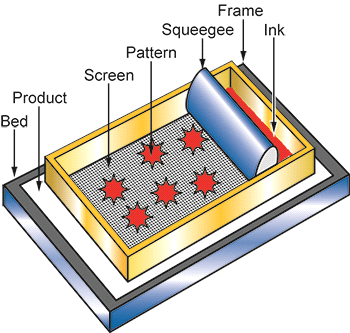 Frame
Squeegee
Ink
Pattern
Screen
Product
Bed